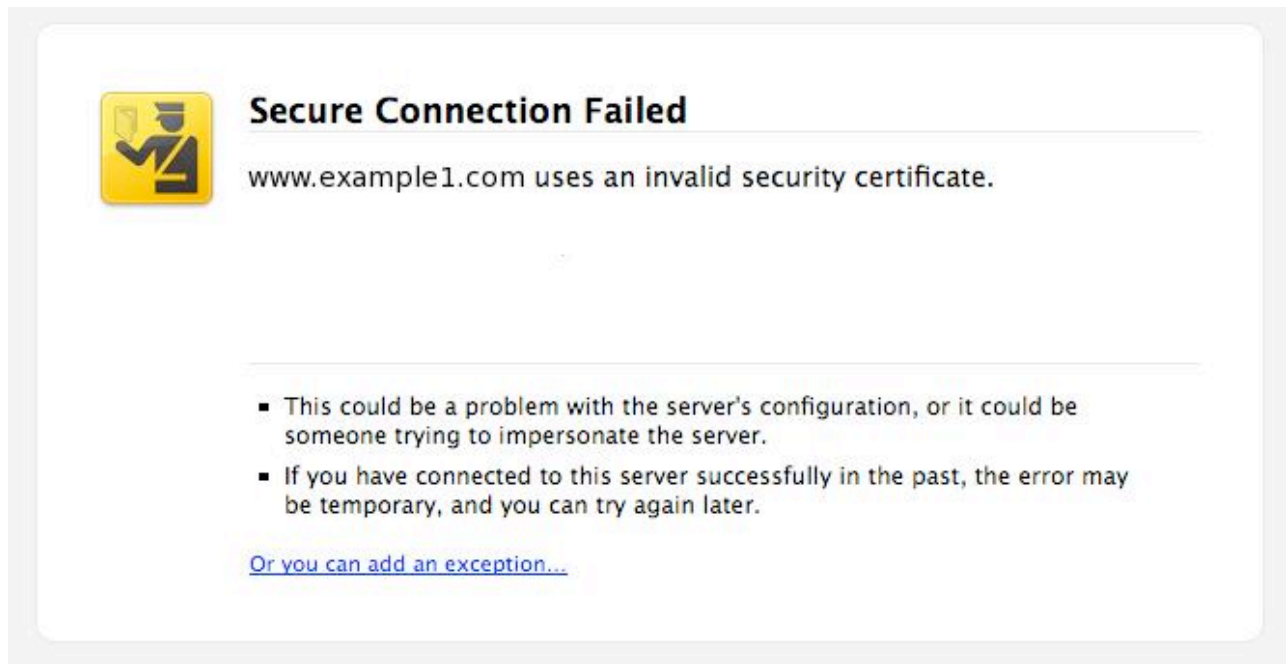 Secure Connection Failed
www.example1.com uses an invalid security certificate.
▪ This could be a problem with the server's configuration, or it could be
someone trying to impersonate the server.
▪ If you have connected to this server successfully in the past, the error may
be temporary, and you can try again later.
Or you can add an exception...